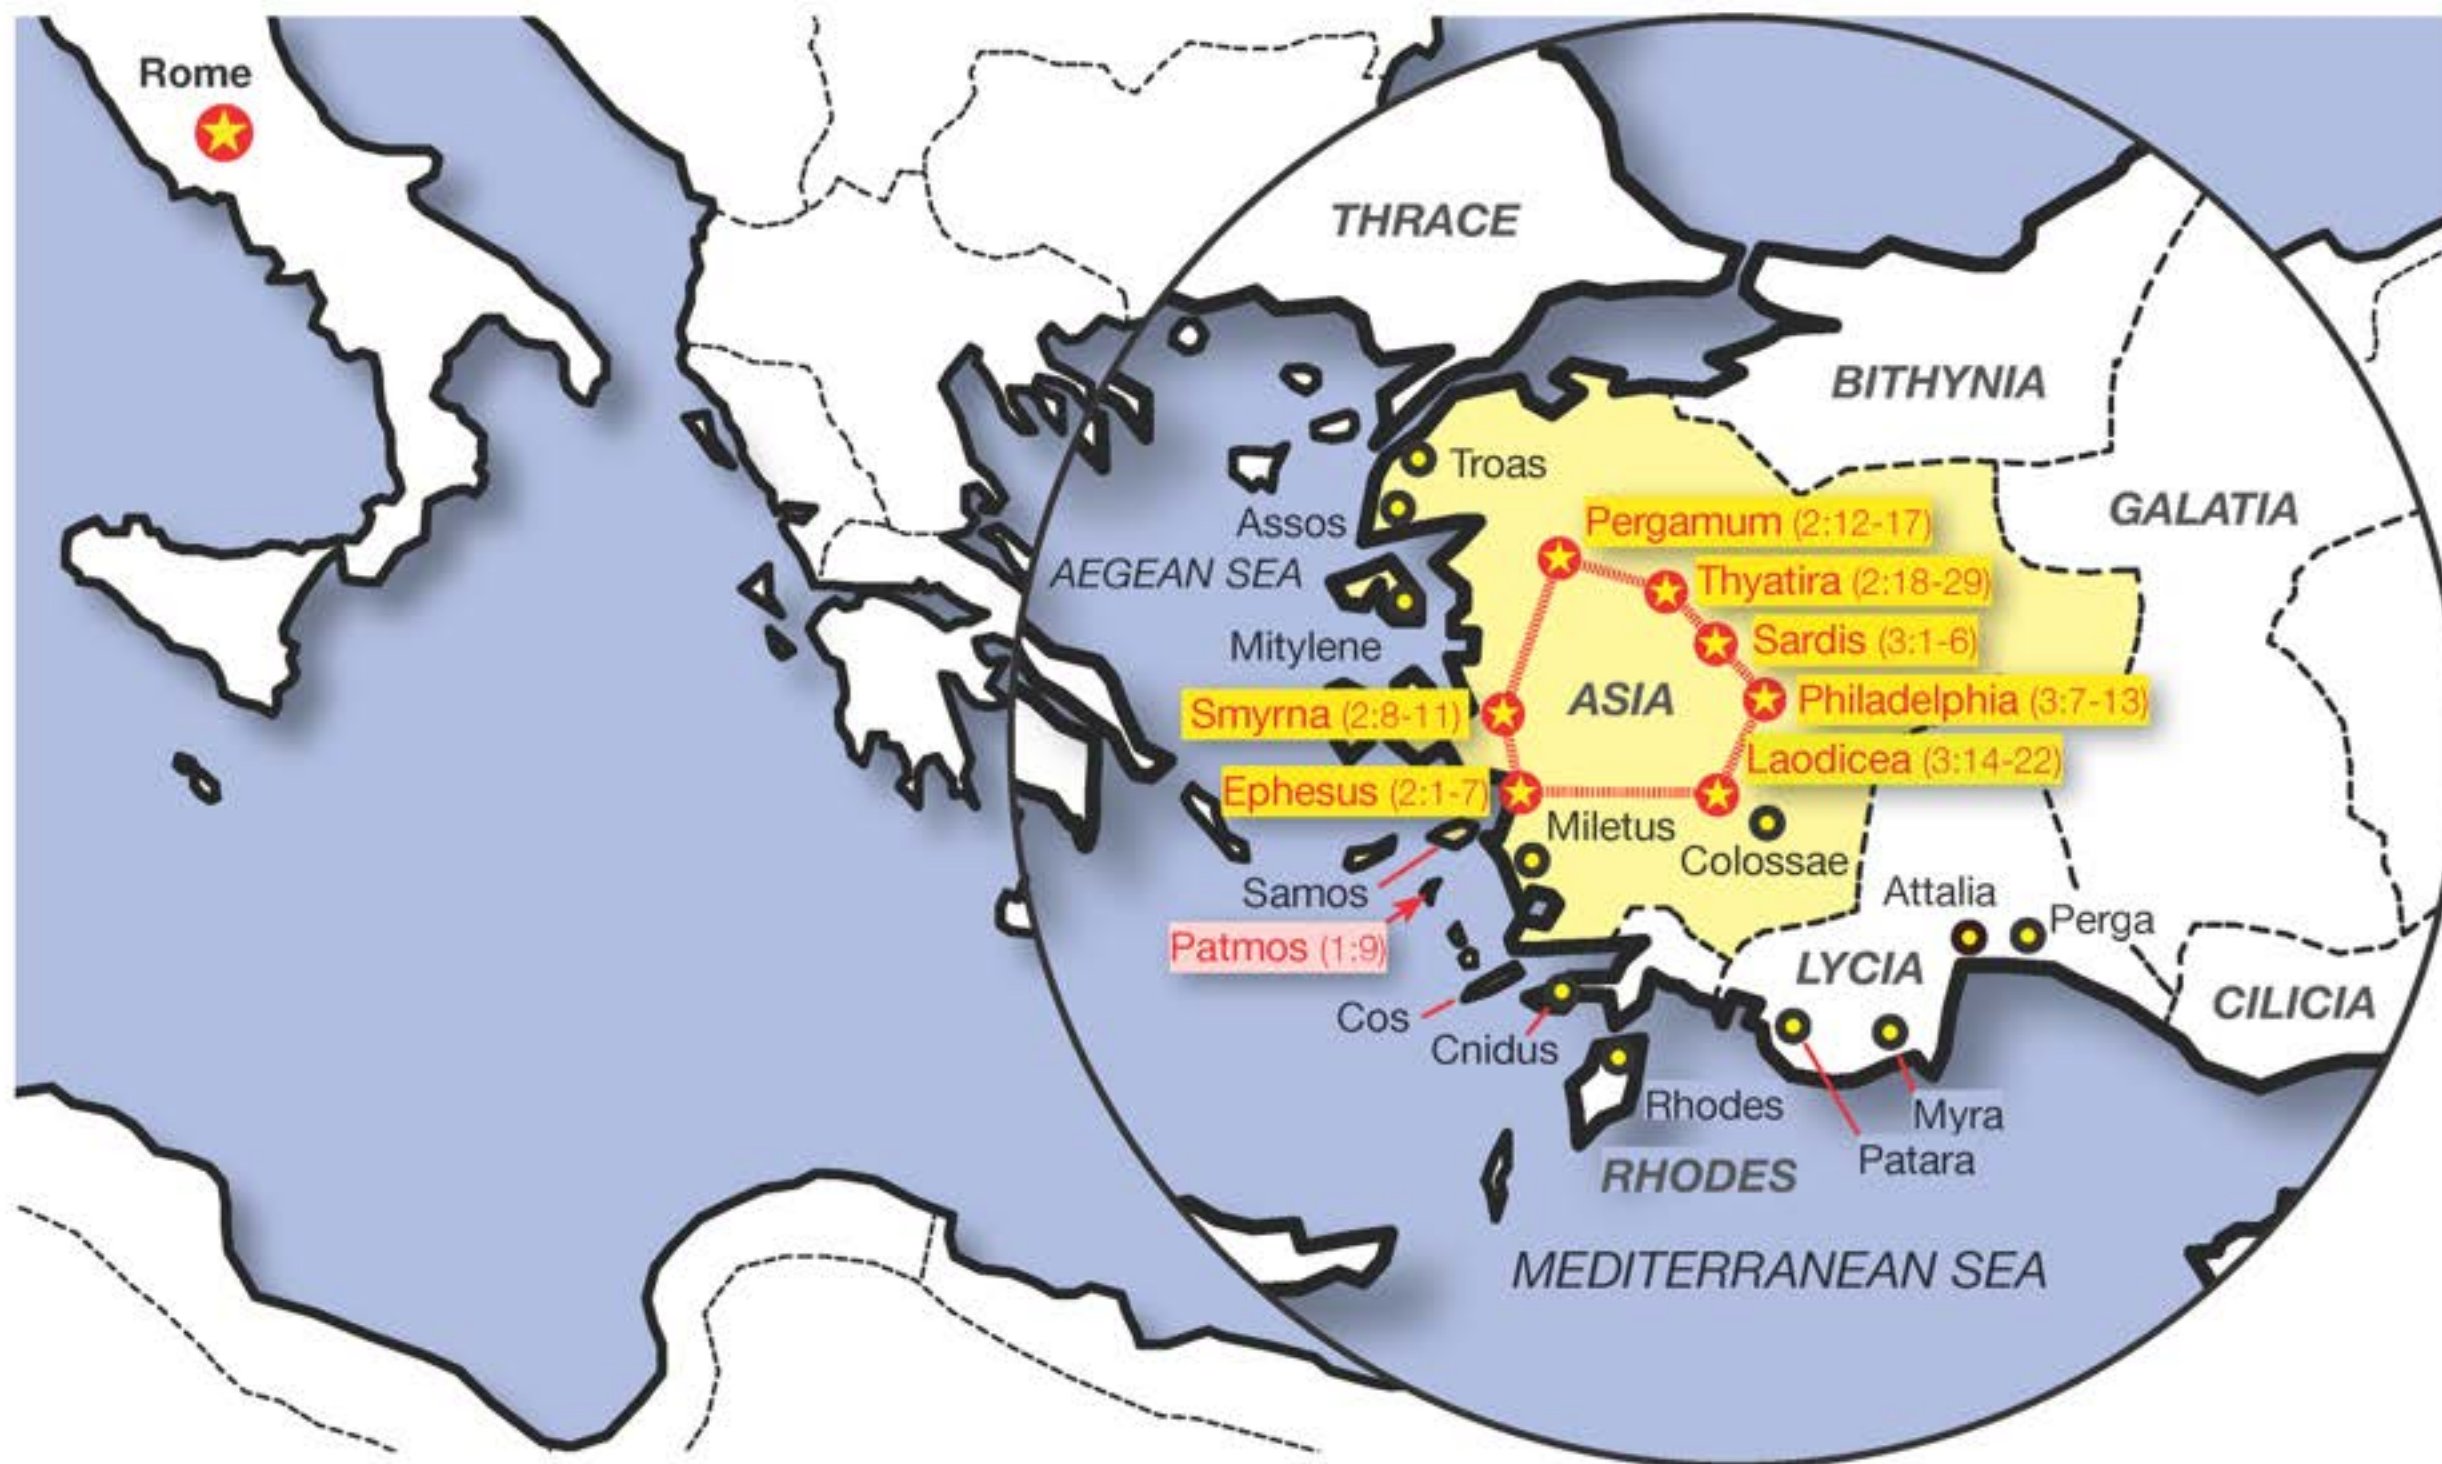 Rome
THRACE
BITHYNIA
Troas
GALATIA
Assos
Pergamum (2:12-17)
AEGEAN SEA
Thyatira (2:18-29)
Mitylene
Sardis (3:1-6)
ASIA
Philadelphia (3:7-13)
Smyrna (2:8-11)
Laodicea (3:14-22)
Ephesus (2:1-7)
Miletus
Colossae
Samos
Attalia
Perga
Patmos (1:9)
LYCIA
CILICIA
Cos
Cnidus
Rhodes
Myra
Patara
RHODES
MEDITERRANEAN SEA